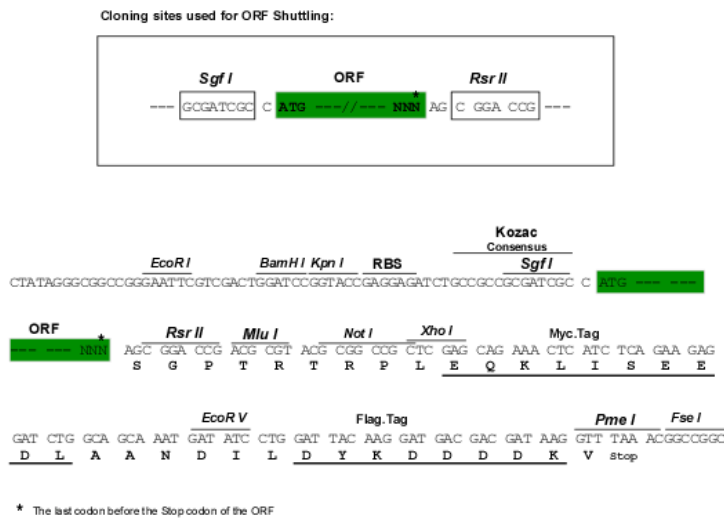 Cloning sites used for ORF Shuttling:
Sgf I ORF Rsr II
*
--- GCGATCGC C ATG ---//--- NNN AG C GGA CCG ---
Kozac
Consensus
EcoR I BamH I Kpn I RBS Sgf I
CTATAGGGCGGCCGGGAATTCGTCGACTGGATCCGGTACCGAGGAGATCTGCCGCCGCGATCGC C ATG --- ---
ORF * Rsr II Mlu I Not I Xho I Myc.Tag
--- --- NNN AGC GGA CCG ACG CGT ACG CGG CCG CTC GAG CAG AAA CTC ATC TCA GAA GAG
S G P T R T R P L E Q K L I S E E
EcoR V Flag.Tag Pme I Fse I
GAT CTG GCA GCA AAT GAT ATC CTG GAT TAC AAG GAT GAC GAC GAT AAG GTT TAA ACGGCCGGC
D L A A N D I L D Y K D D D D K V Stop
* The last codon before the Stop codon of the ORF